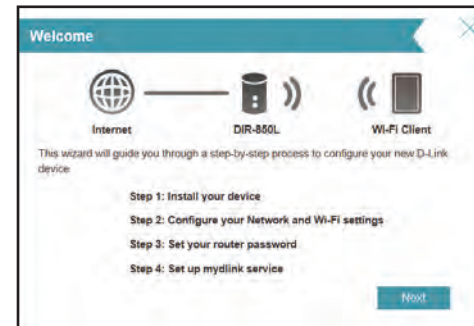 Welcome
Internet
DIR-850L
Wi-Fi Client
This wizard will guide you through a step-by-step process to configure your new D-Link
device
Step 1: Install your device
Step 2: Configure your Network and Wi-Fi settings
Step 3: Set your router password
Step 4: Set up mydlink service
Next